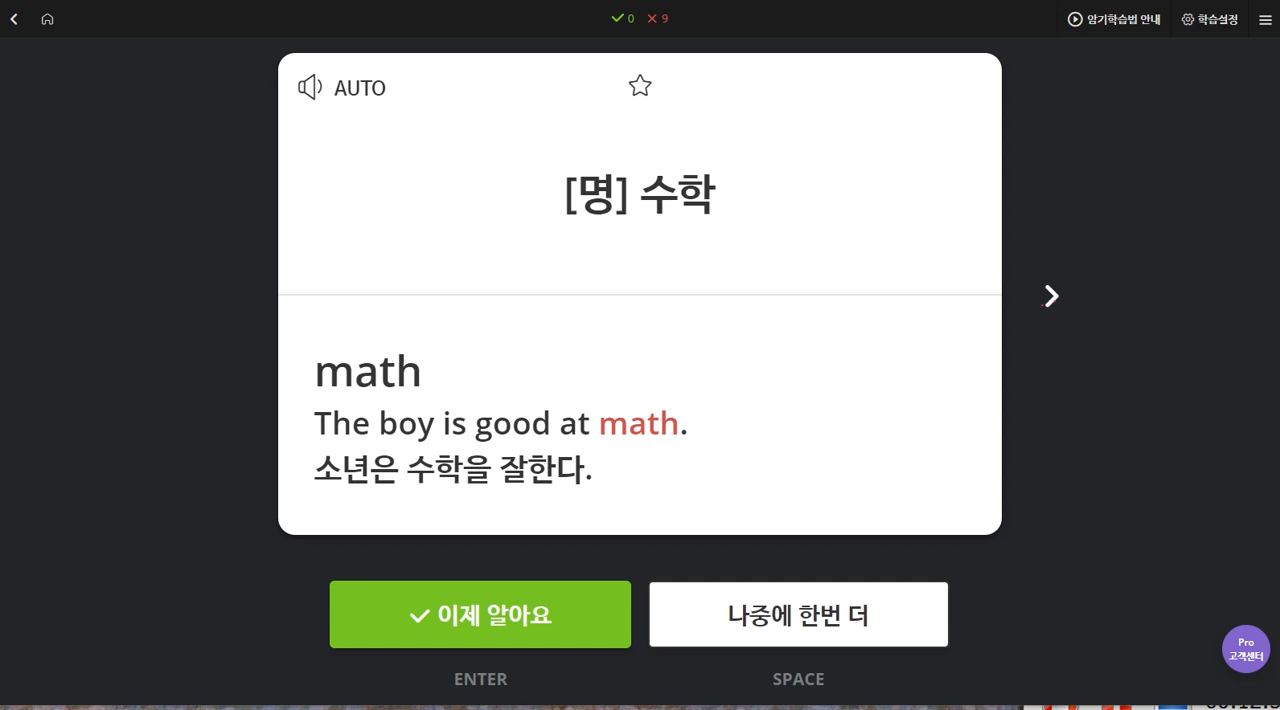 0 9 암기학습법 안내 학습설정
AUTO
[명] 수학
math
The boy is good at math.
소년은 수학을 잘한다.
이제 알아요 나중에 한번 더
ENTER SPACE
Pro
고객센터